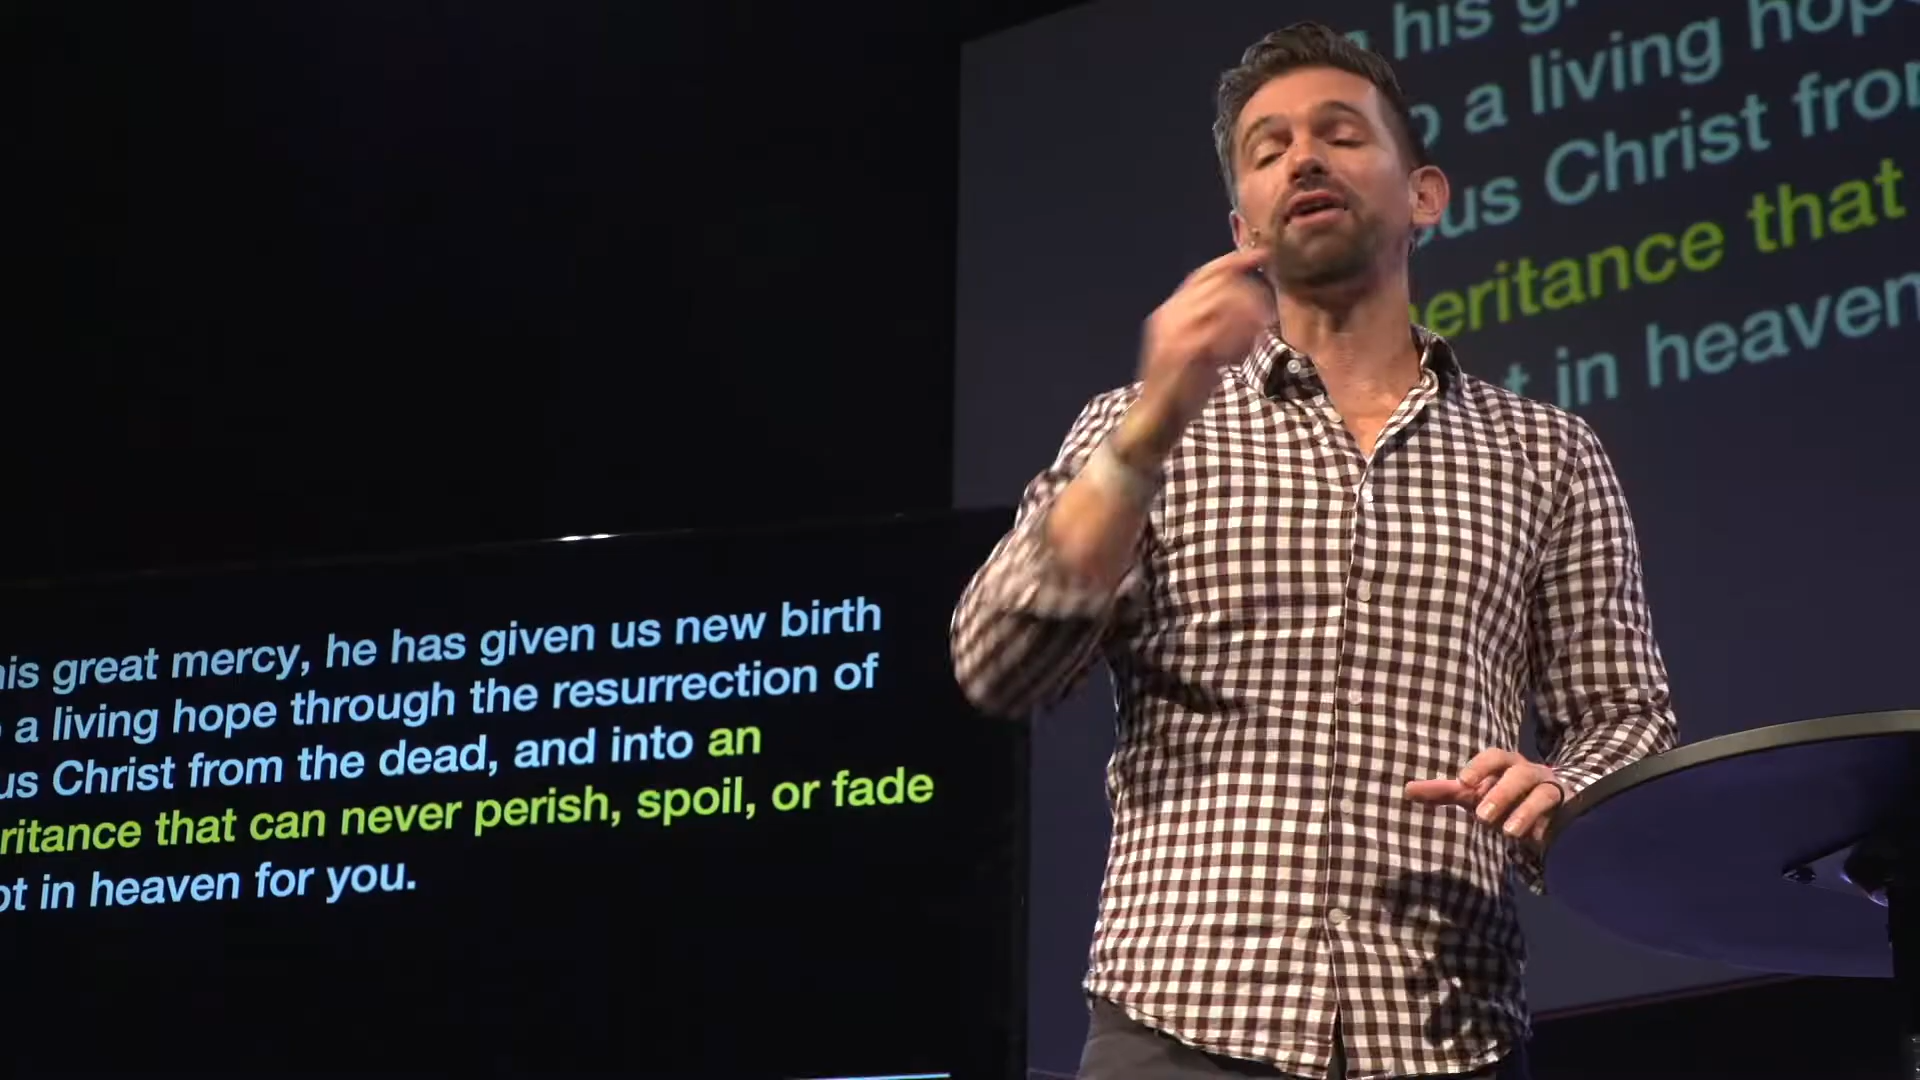 his great mercy, he has given us new birth
a living hope through the resurrection of
us Christ from the dead, and into an
ritance that can never perish, spoil, or fade
in heaven for you.
his
a living hop
us Christ from
eritance that
in heaven